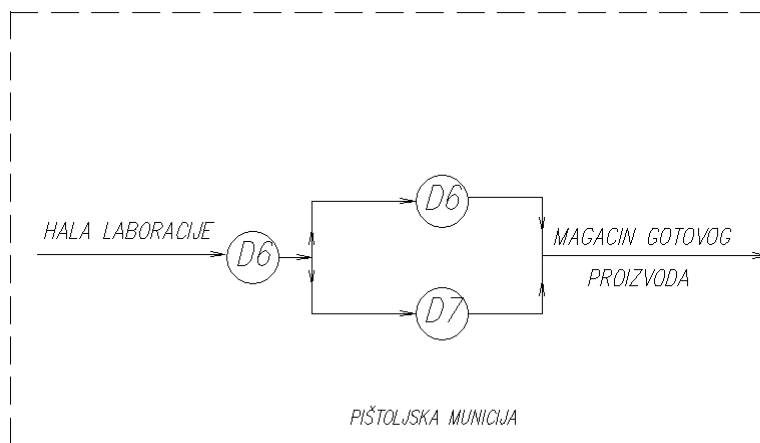 HALA LABORACIJE
D6
D6
D7
MAGACIN GOTOVOG
PROIZVODA
PIŠTOLJSKA MUNICIJA